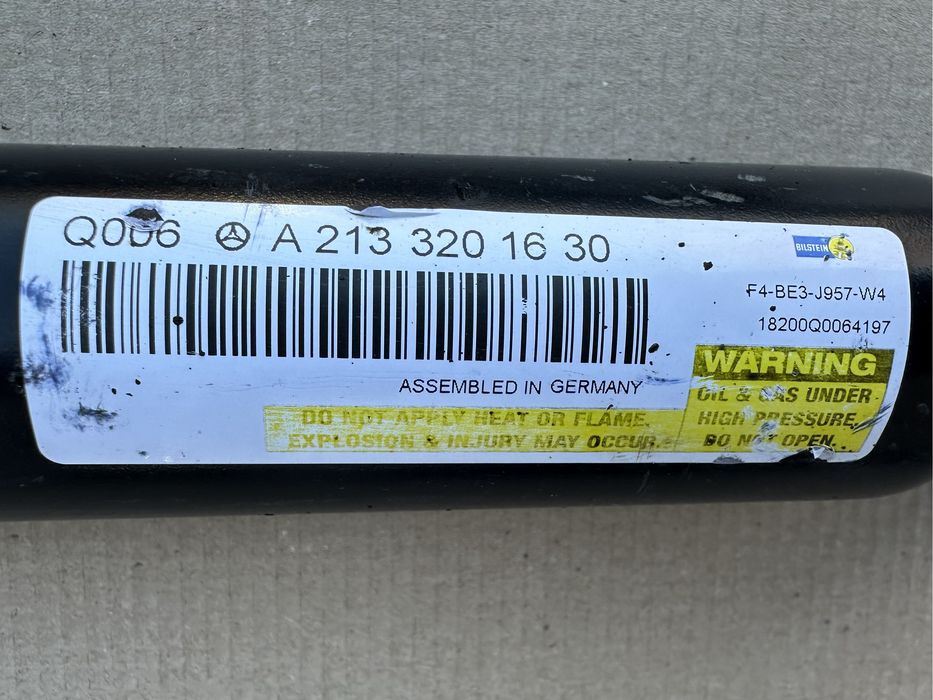 Q006 A 213 320 16 30
BILSTEIN
F4-BE3-J957-W4
18200Q0064197
ASSEMBLED IN GERMANY
WARNING
OIL & GAS UNDER
HIGH PRESSURE,
DO NOT OPEN.
DO NOT APPLY HEAT OR FLAME.
EXPLOSION & INJURY MAY OCCUR.